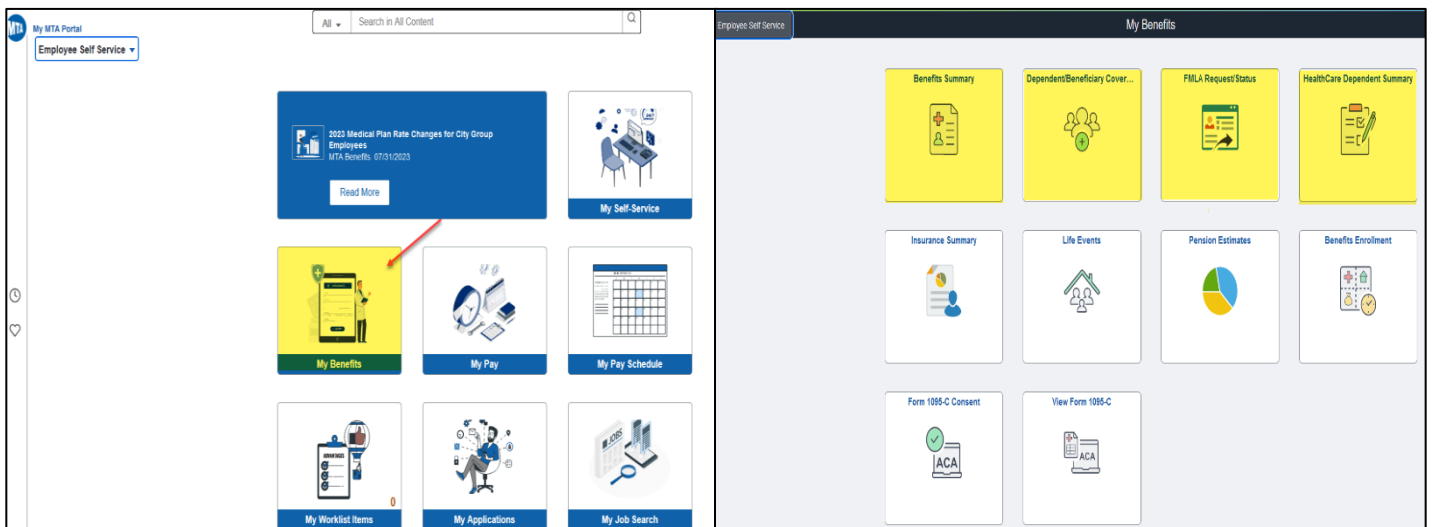 MTA
My MTA Portal
All
Search in All Content
Employee Self Service
2023 Medical Plan Rate Changes for City Group
Employees
MTA Benefits 07/31/2023
Read More
My Self-Service
My Benefits
My Pay
My Pay Schedule
ADVANTAGES
0
JOBS
My Worklist Items
My Applications
My Job Search
Employee Self Service
My Benefits
Benefits Summary
Dependent/Beneficiary Cover...
FMLA Request/Status
HealthCare Dependent Summary
Insurance Summary
Life Events
Pension Estimates
Benefits Enrollment
Form 1095-C Consent
View Form 1095-C
ACA
ACA